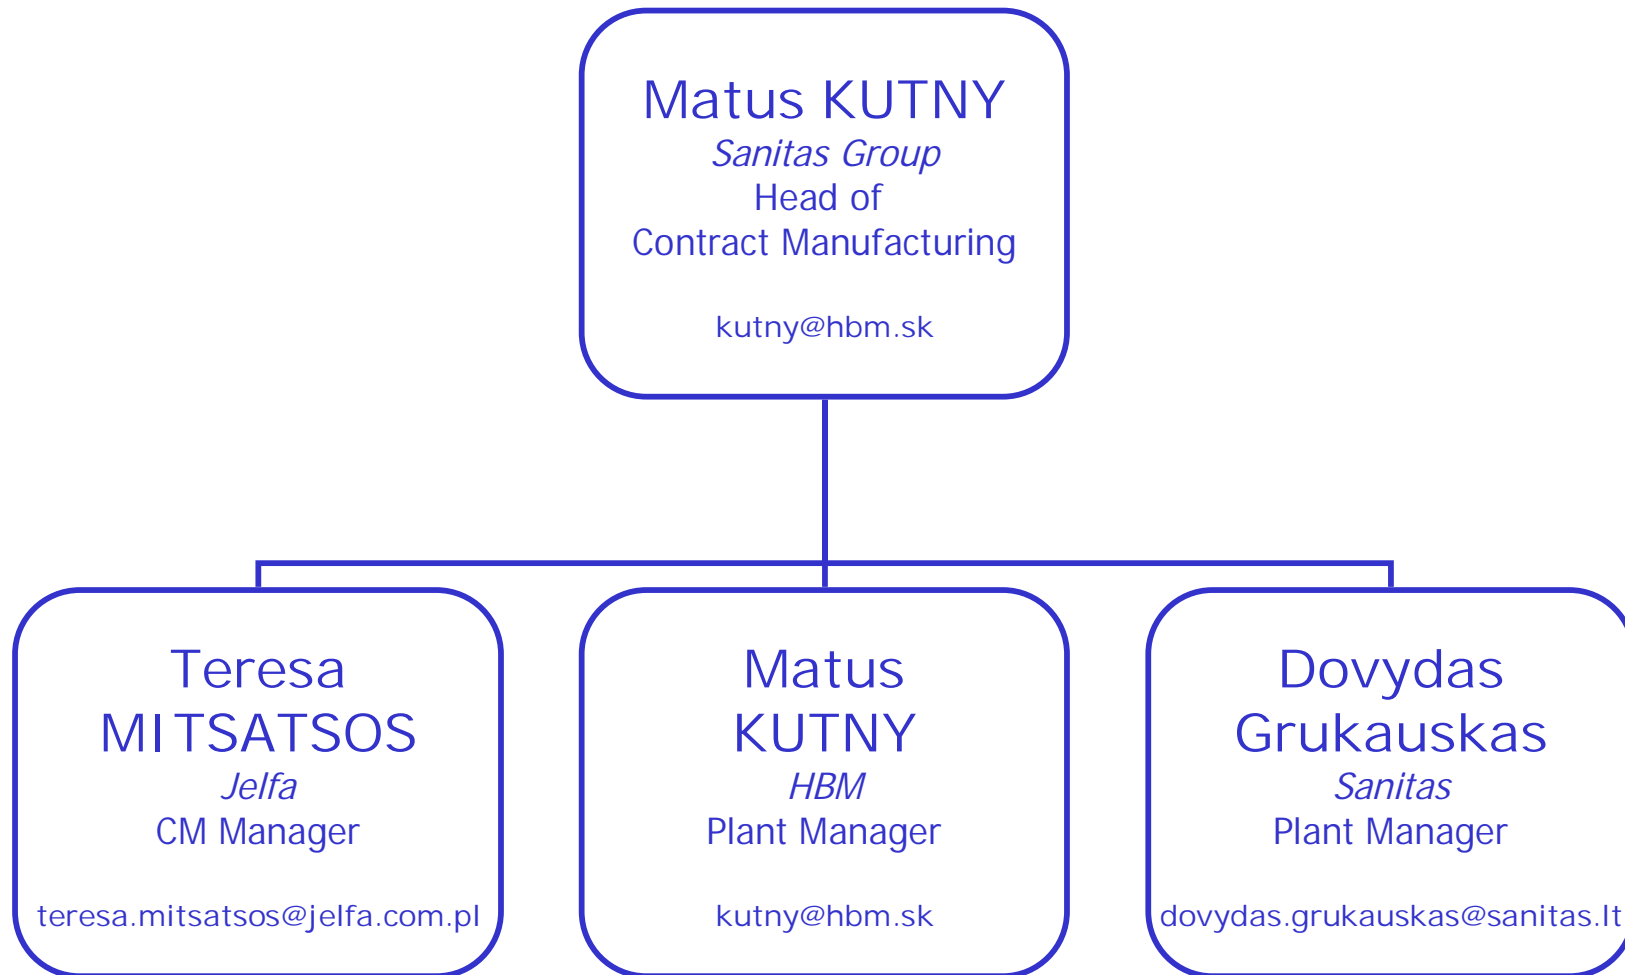 Matus KUTNY
Sanitas Group
Head of
Contract Manufacturing
kutny@hbm.sk
Teresa
MITSATSOS
Jelfa
CM Manager
teresa.mitsatsos@jelfa.com.pl
Matus
KUTNY
HBM
Plant Manager
kutny@hbm.sk
Dovydas
Grukauskas
Sanitas
Plant Manager
dovydas.grukauskas@sanitas.lt